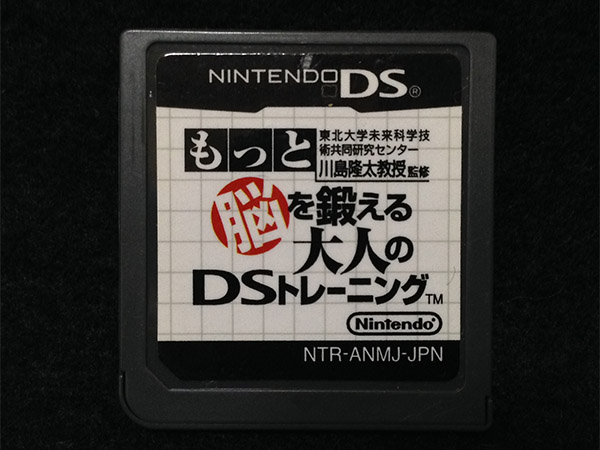 NINTENDO DS®
もっと
東北大学未来科学技
術共同研究センター
川島隆太教授監修
脳を鍛える
大人の
DSトレーニング™
Nintendo
NTR-ANMJ-JPN